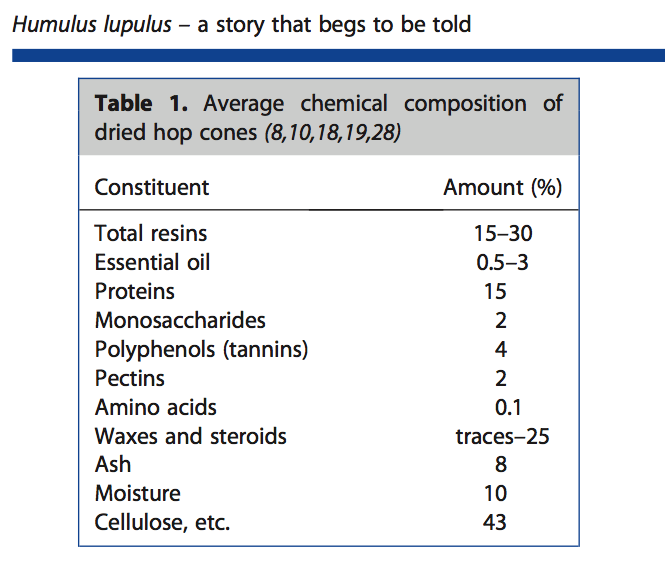 Humulus lupulus – a story that begs to be told
Table 1. Average chemical composition of
dried hop cones (8,10,18,19,28)
Constituent Amount (%)
Total resins 15–30
Essential oil 0.5–3
Proteins 15
Monosaccharides 2
Polyphenols (tannins) 4
Pectins 2
Amino acids 0.1
Waxes and steroids traces–25
Ash 8
Moisture 10
Cellulose, etc. 43